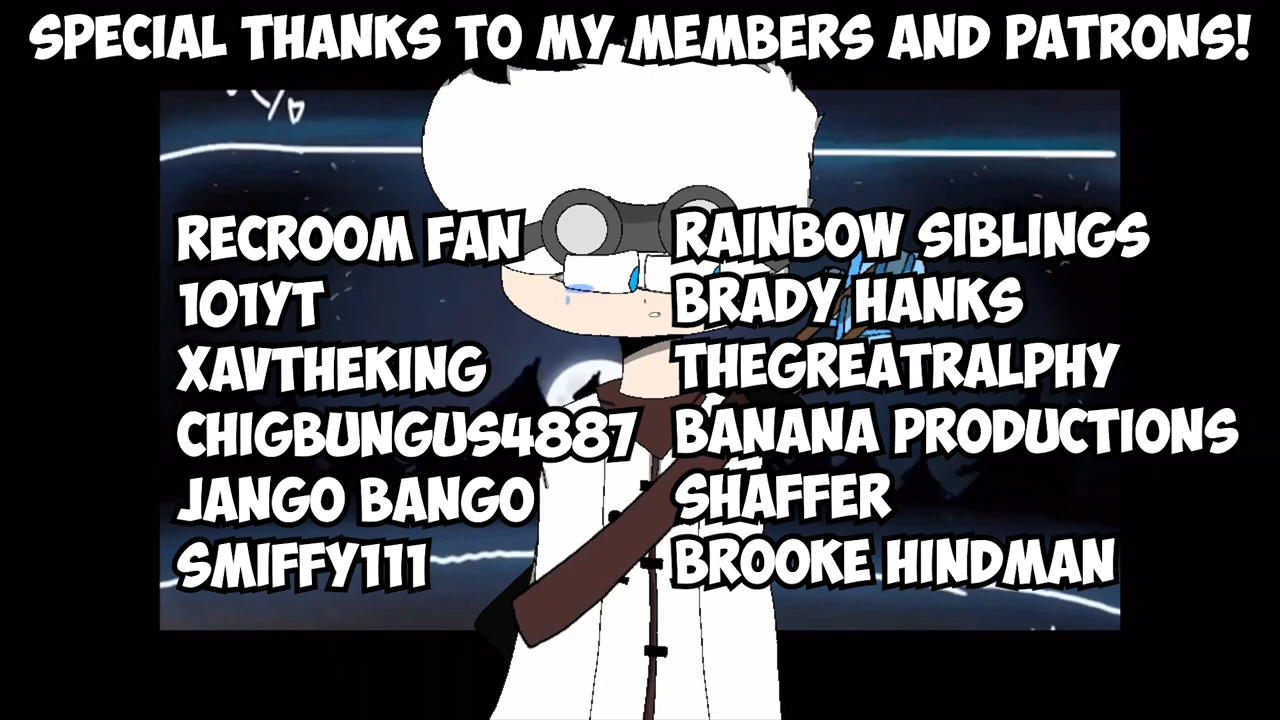 SPECIAL THANKS TO MY MEMBERS AND PATRONS!
RECROOM FAN
101YT
XAVTHEKING
CHIGBUNGUS4887
JANGO BANGO
SMIFFY111
RAINBOW SIBLINGS
BRADY HANKS
THEGREATRALPHY
BANANA PRODUCTIONS
SHAFFER
BROOKE HINDMAN